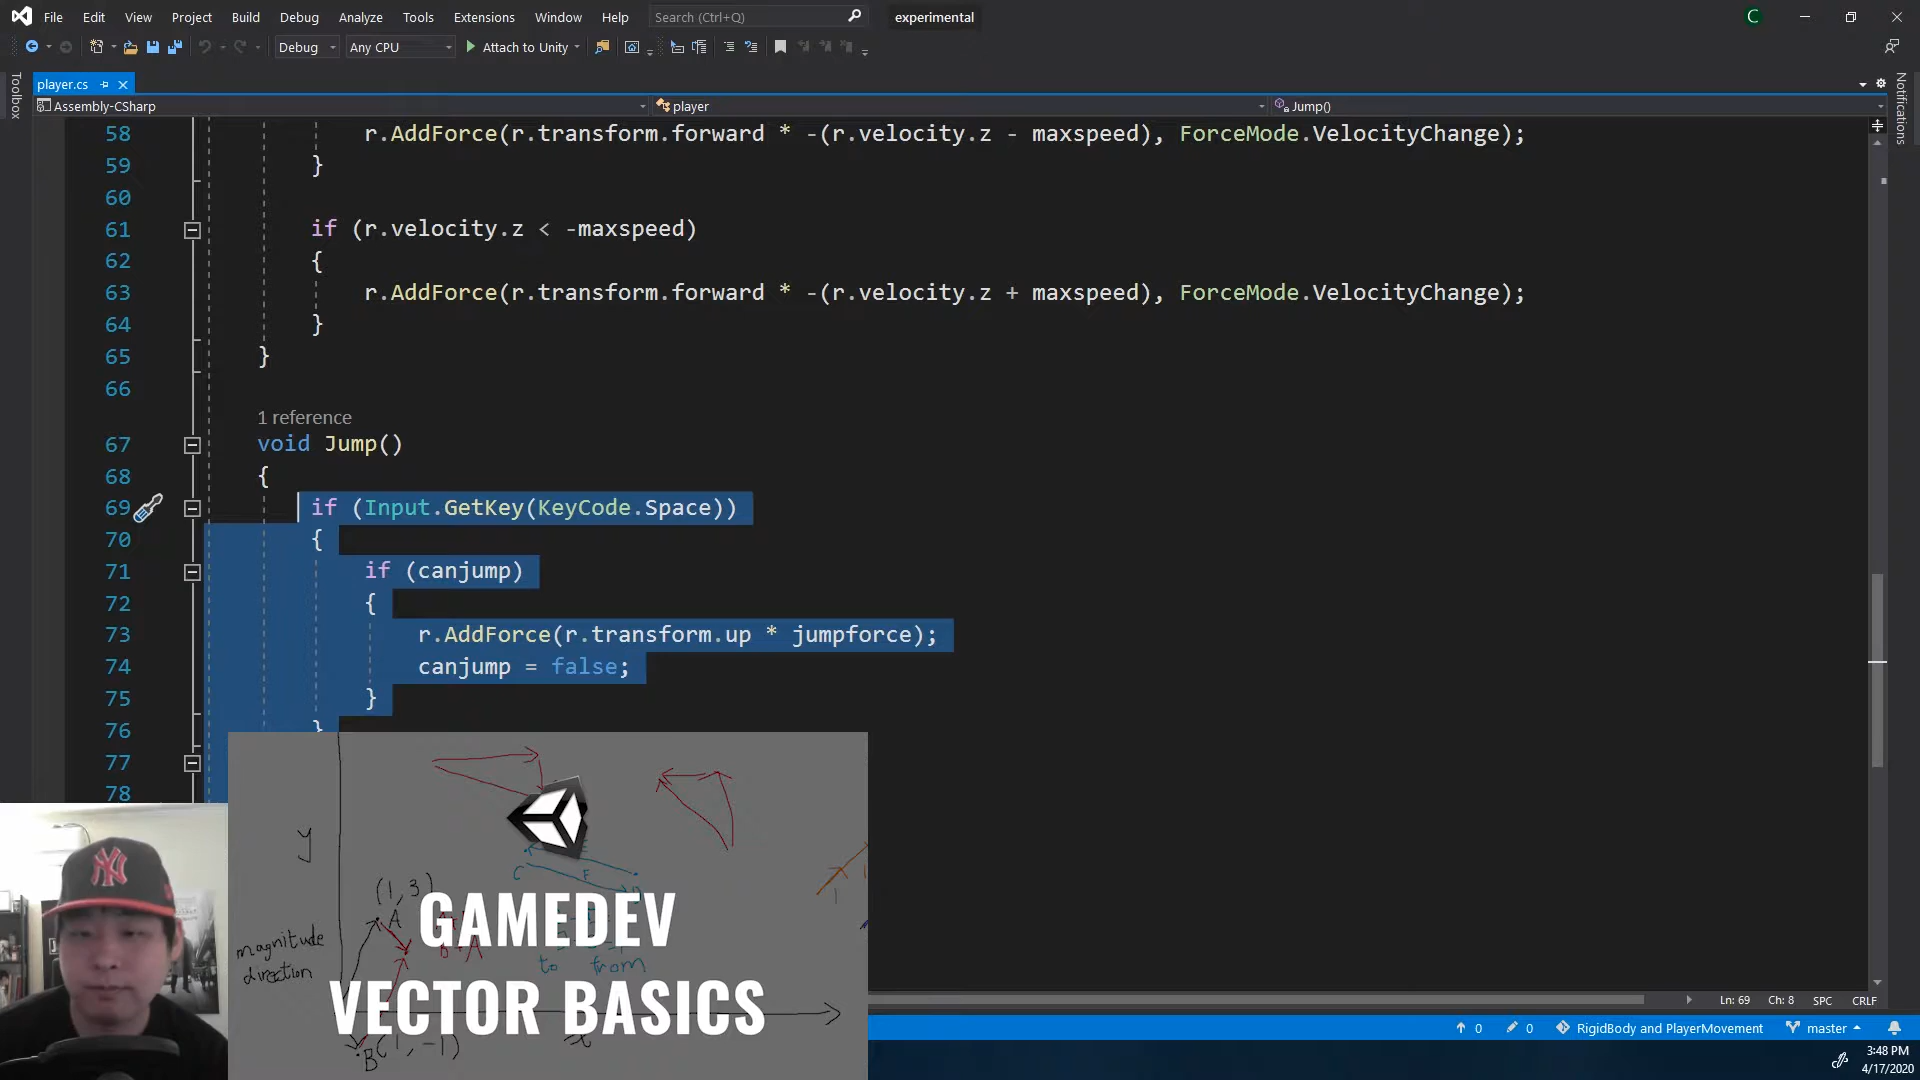 File Edit View Project Build Debug Analyze Tools Extensions Window Help Search (Ctrl+Q) experimental C
Debug Any CPU Attach to Unity
player.cs
Assembly-CSharp player Jump()
Toolbox
Notifications
58 r.AddForce(r.transform.forward * -(r.velocity.z - maxspeed), ForceMode.VelocityChange);
59 }
60
61 if (r.velocity.z < -maxspeed)
62 {
63 r.AddForce(r.transform.forward * -(r.velocity.z + maxspeed), ForceMode.VelocityChange);
64 }
65 }
66
1 reference
67 void Jump()
68 {
69 if (Input.GetKey(KeyCode.Space))
70 {
71 if (canjump)
72 {
73 r.AddForce(r.transform.up * jumpforce);
74 canjump = false;
75 }
76 }
77
78
y
C F
(1,3)
A
1
GAMEDEV
magnitude
direction
to from
VECTOR BASICS
x
B(1,-1)
NY
Ln: 69 Ch: 8 SPC CRLF
0 0 RigidBody and PlayerMovement master
3:48 PM
4/17/2020